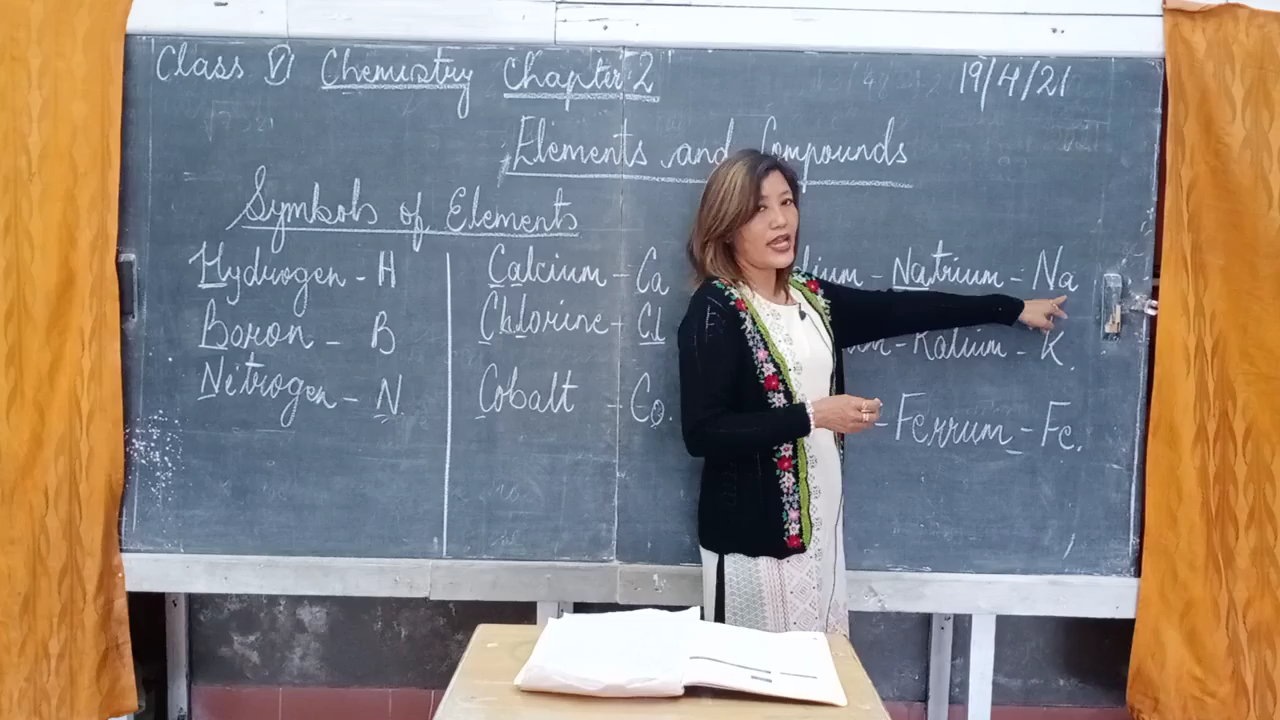 Class VI Chemistry Chapter 2 19/4/21
Elements and Compounds
Symbols of Elements
Hydrogen - H Calcium - Ca - Natrium - Na
Boron - B Chlorine - Cl - Kalium - K.
Nitrogen - N. Cobalt - Co. - Ferrum - Fe.